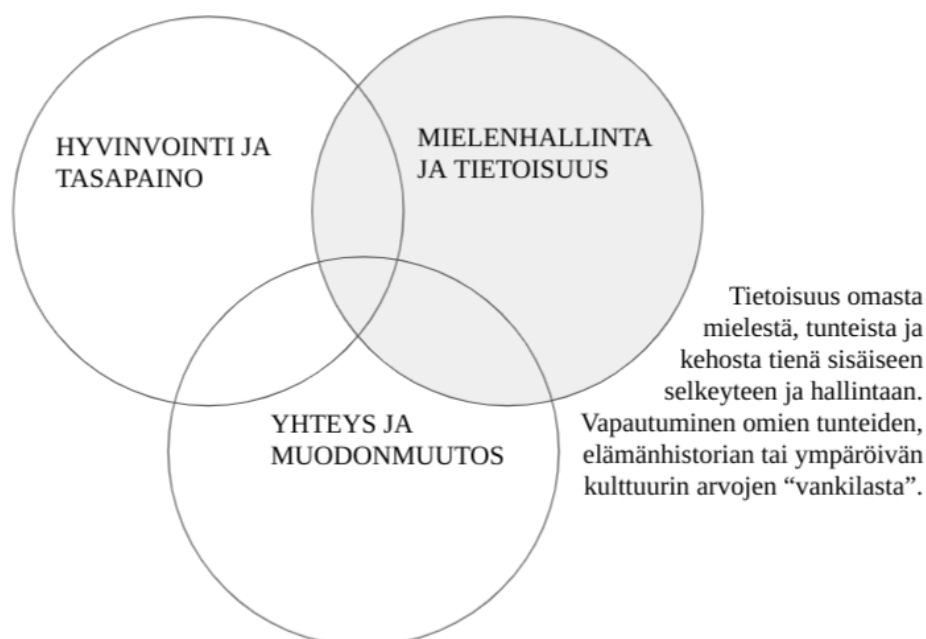 HYVINVOINTI JA
TASAPAINO
MIELENHALLINTA
JA TIETOISUUS
Tietoisuus omasta
mielestä, tunteista ja
kehosta tienä sisäiseen
selkeyteen ja hallintaan.
Vapautuminen omien tunteiden,
elämänhistorian tai ympäröivän
kulttuurin arvojen “vankilasta”.
YHTEYS JA
MUODONMUUTOS